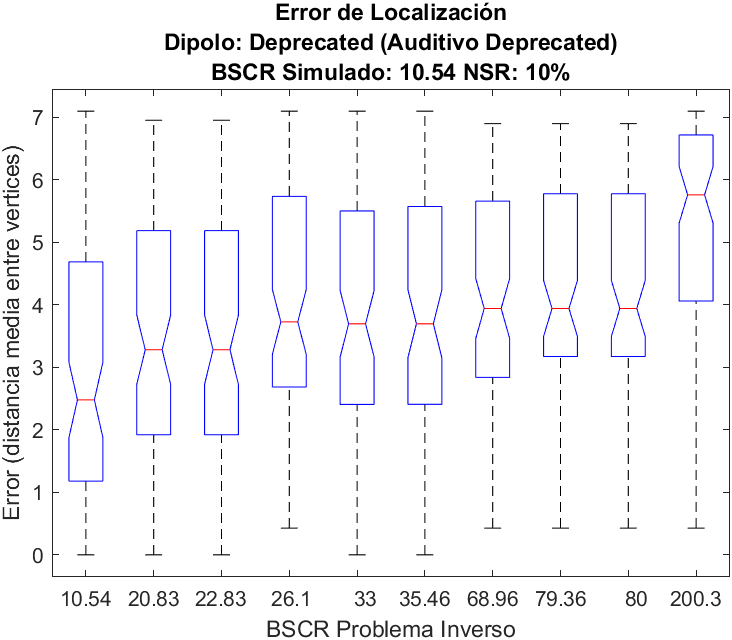 Error de Localización
Dipolo: Deprecated (Auditivo Deprecated)
BSCR Simulado: 10.54 NSR: 10%
Error (distancia media entre vertices)
7
6
5
4
3
2
1
0
10.54 20.83 22.83 26.1 33 35.46 68.96 79.36 80 200.3
BSCR Problema Inverso